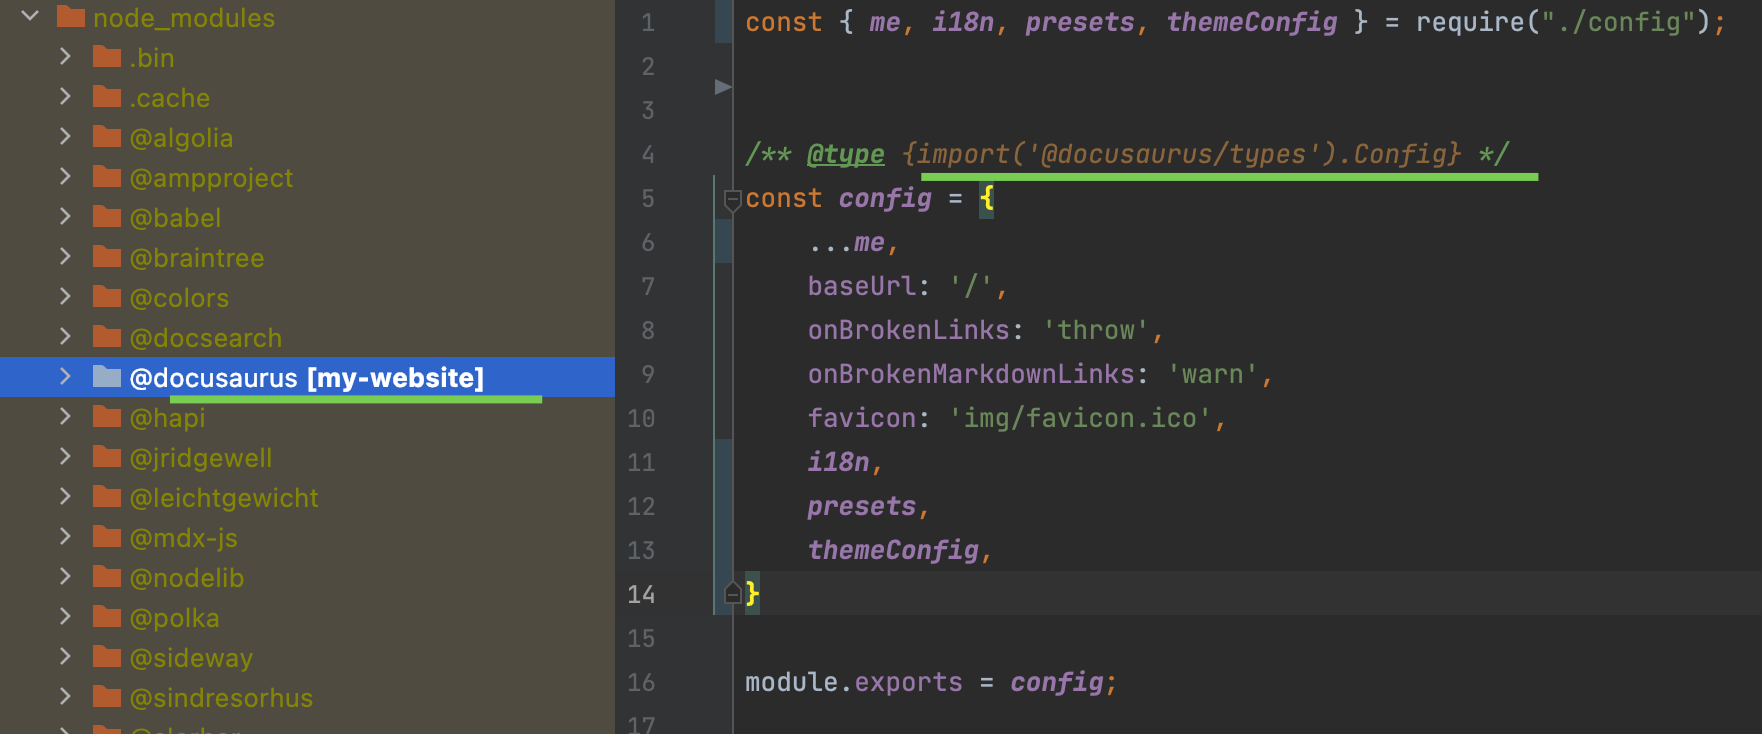 node_modules
.bin
.cache
@algolia
@ampproject
@babel
@braintree
@colors
@docsearch
@docusaurus [my-website]
@hapi
@jridgewell
@leichtgewicht
@mdx-js
@nodelib
@polka
@sideway
@sindresorhus
1 const { me, i18n, presets, themeConfig } = require("./config");
2
3
4 /** @type {import('@docusaurus/types').Config} */
5 const config = {
6 ...me,
7 baseUrl: '/',
8 onBrokenLinks: 'throw',
9 onBrokenMarkdownLinks: 'warn',
10 favicon: 'img/favicon.ico',
11 i18n,
12 presets,
13 themeConfig,
14 }
15
16 module.exports = config;
17